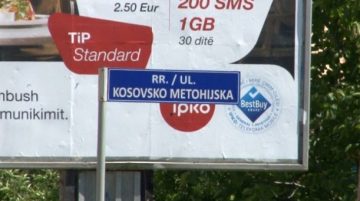 2.50 Eur
200 SMS
1GB
30 ditë
TiP
Standard
RR. / UL.
KOSOVSKO METOHIJSKA
mbush
munikimit.
ipko
BestBuy